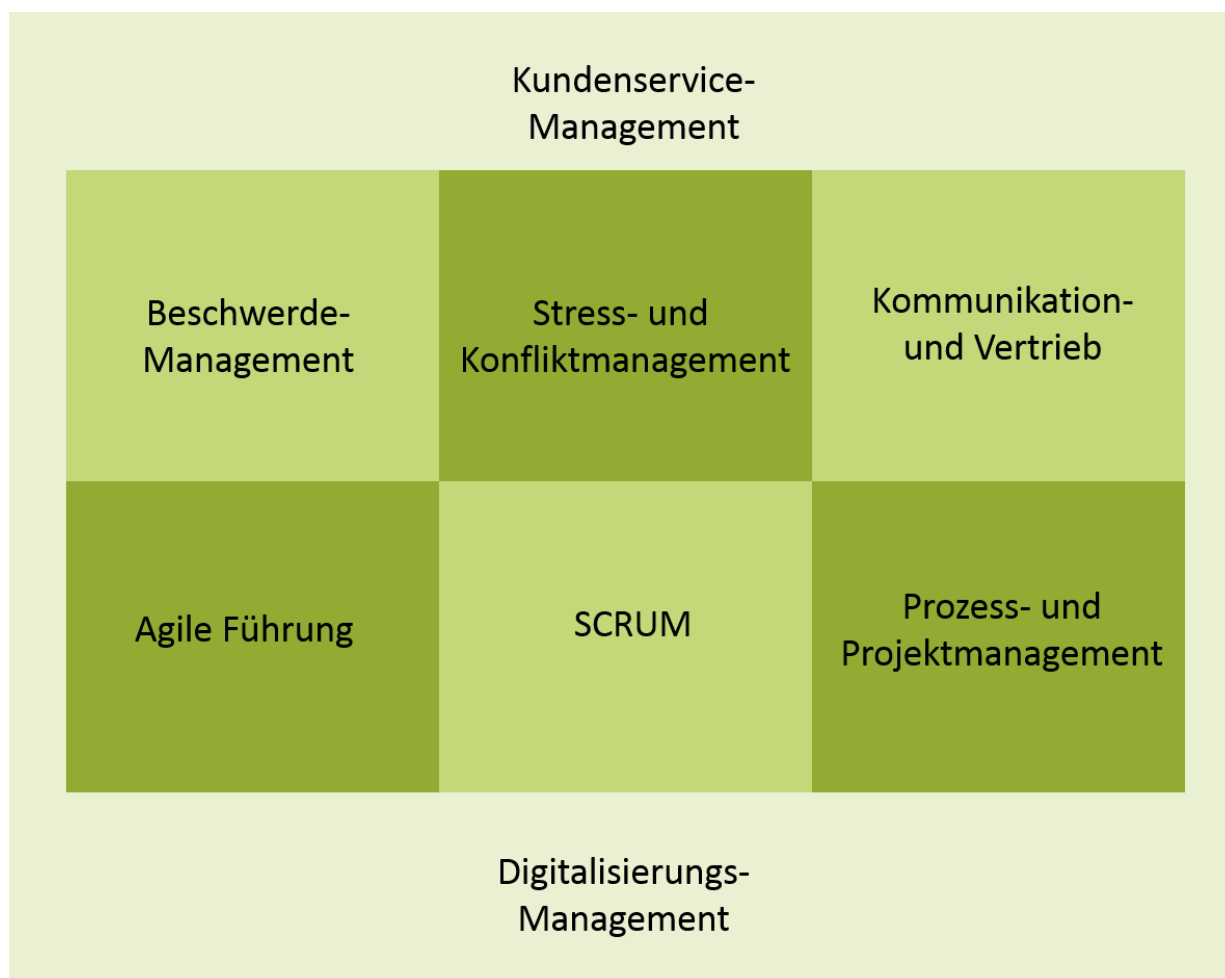 Kundenservice-
Management
Beschwerde-
Management
Stress- und
Konfliktmanagement
Kommunikation-
und Vertrieb
Agile Führung
SCRUM
Prozess- und
Projektmanagement
Digitalisierungs-
Management